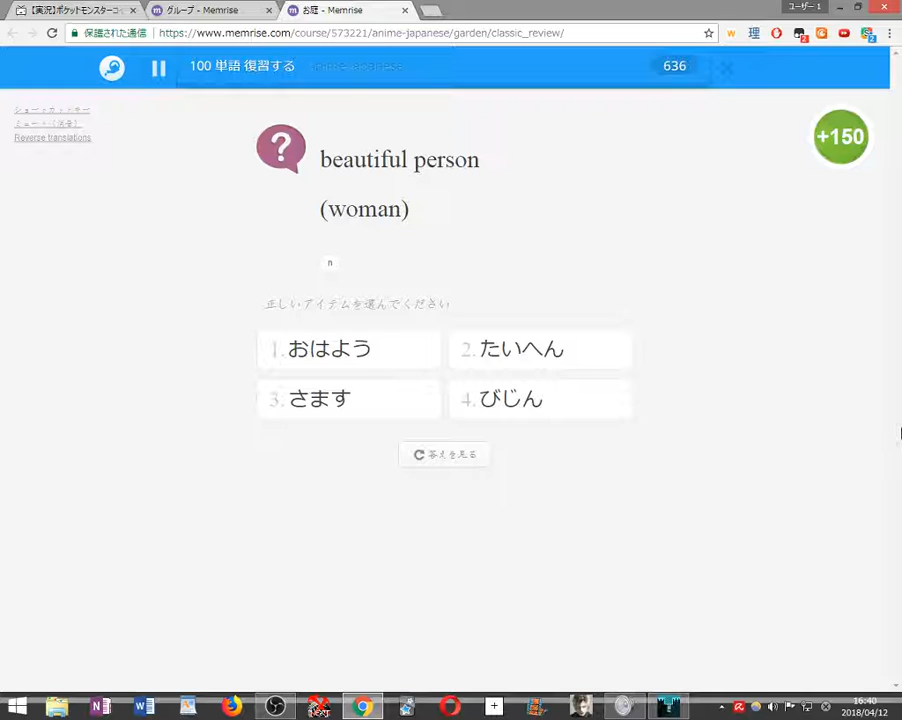 【実況】ポケットモンスターコ
グループ - Memrise
お庭 - Memrise
ユーザー 1
保護された通信
https://www.memrise.com/course/573221/anime-japanese/garden/classic_review/
100 単語 復習する
anime-japanese
636
Reverse translations
+150
?
beautiful person
(woman)
n
正しいアイテムを選んでください
1. おはよう
2. たいへん
3. さます
4. びじん
答えを見る
16:40
2018/04/12